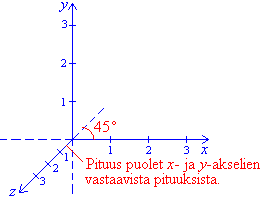 y
3
2
1
45°
1
2
3
x
1
2
3
z
Pituus puolet x- ja y-akselien
vastaavista pituuksista.